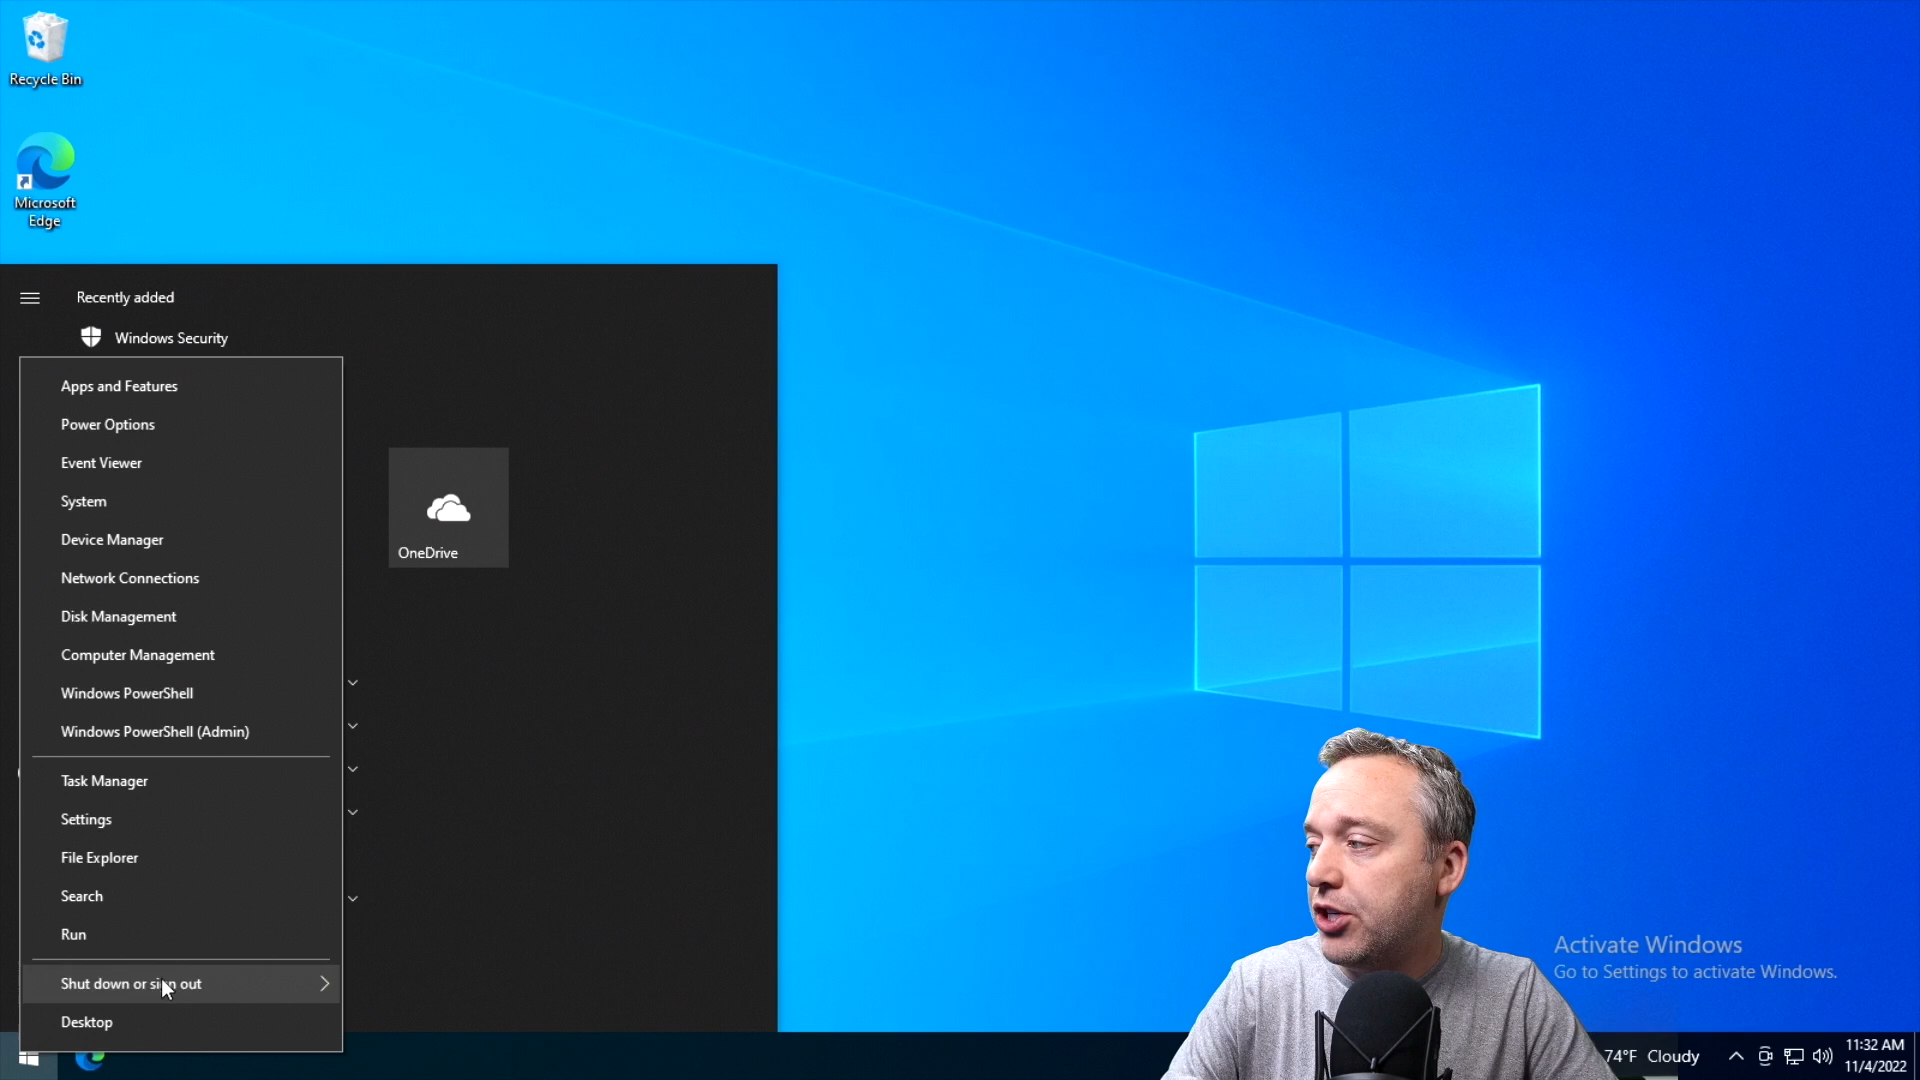 Recycle Bin
Microsoft
Edge
Recently added
Windows Security
Apps and Features
Power Options
Event Viewer
System
Device Manager
Network Connections
Disk Management
Computer Management
Windows PowerShell
Windows PowerShell (Admin)
Task Manager
Settings
File Explorer
Search
Run
Shut down or sign out
Desktop
OneDrive
Activate Windows
Go to Settings to activate Windows.
74°F Cloudy
11:32 AM
11/4/2022